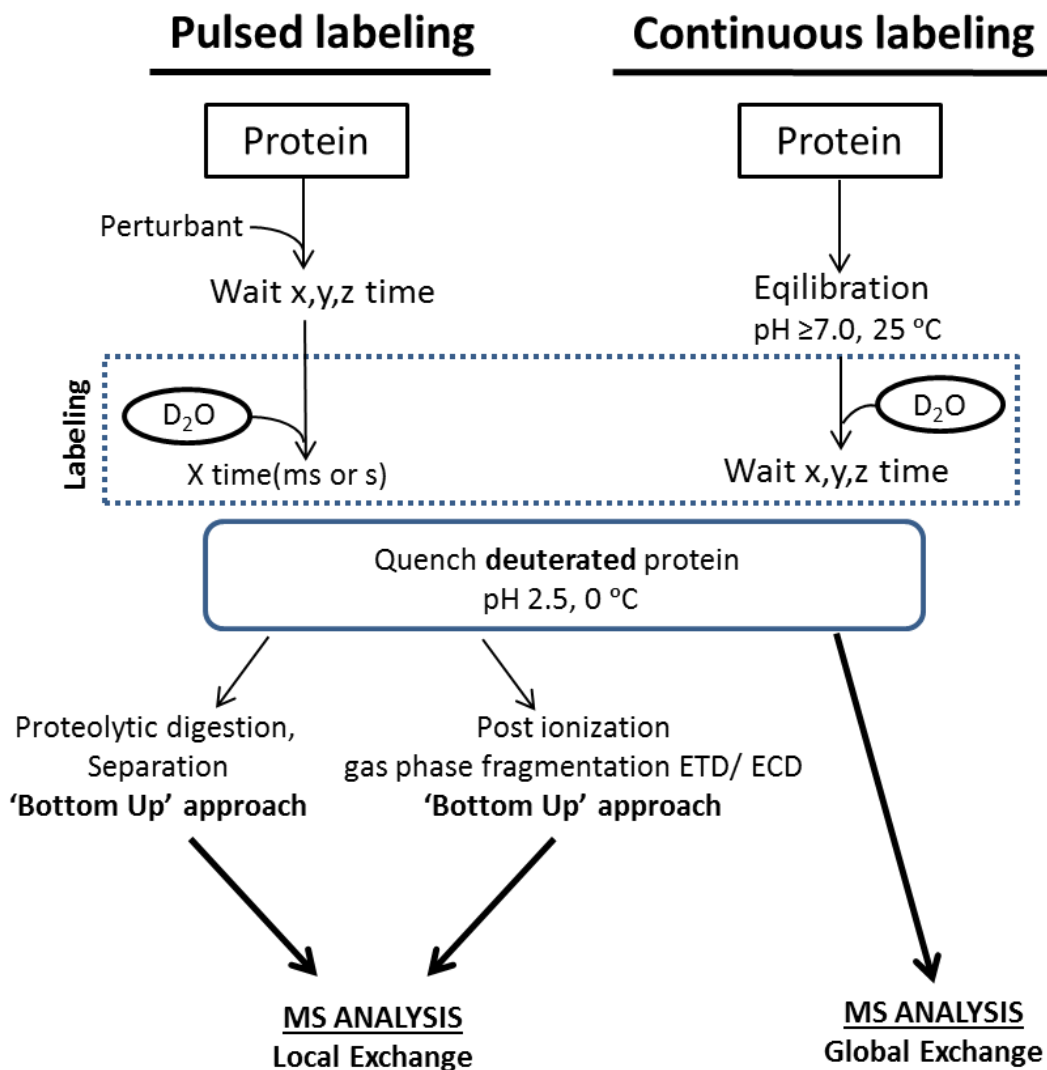 Pulsed labeling
Continuous labeling
Protein
Protein
Perturbant
Wait x,y,z time
Eqilibration
pH ≥7.0, 25 °C
Labeling
D₂O
D₂O
X time(ms or s)
Wait x,y,z time
Quench deuterated protein
pH 2.5, 0 °C
Proteolytic digestion,
Separation
‘Bottom Up’ approach
Post ionization
gas phase fragmentation ETD/ ECD
‘Bottom Up’ approach
MS ANALYSIS
Local Exchange
MS ANALYSIS
Global Exchange